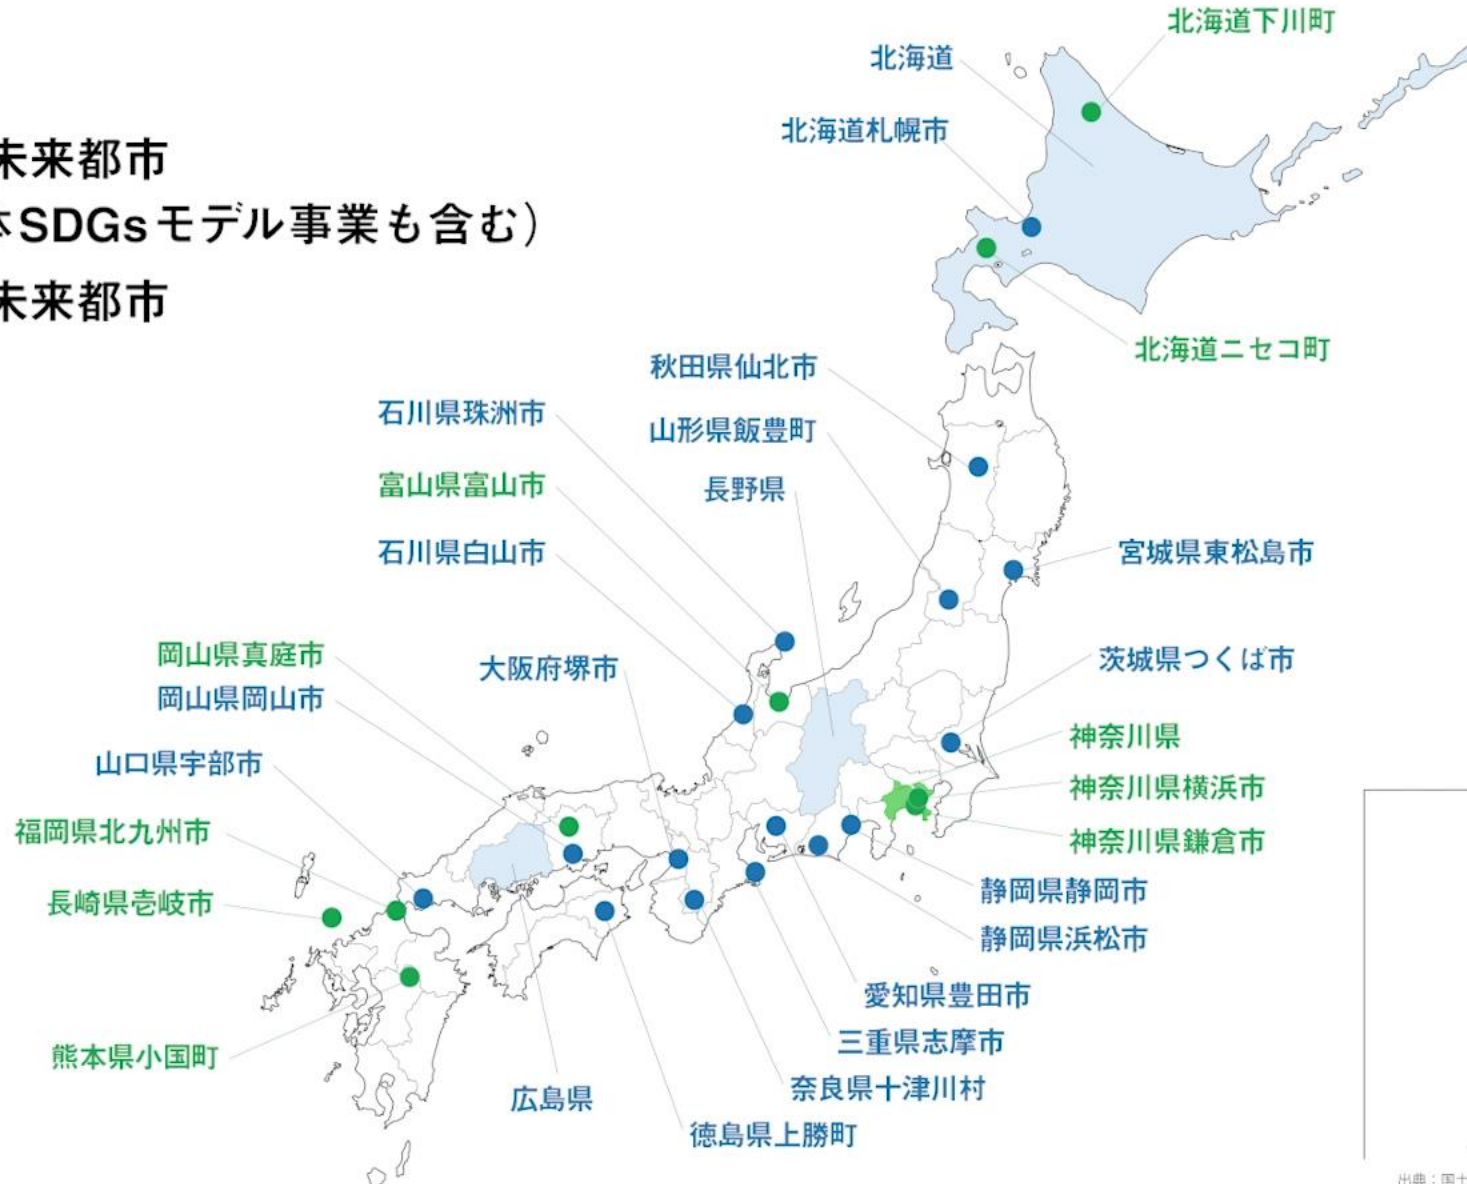 未来都市
SDGsモデル事業も含む）
未来都市
北海道下川町
北海道
北海道札幌市
北海道ニセコ町
秋田県仙北市
石川県珠洲市
山形県飯豊町
富山県富山市
長野県
石川県白山市
宮城県東松島市
岡山県真庭市
大阪府堺市
茨城県つくば市
岡山県岡山市
神奈川県
山口県宇部市
神奈川県横浜市
福岡県北九州市
神奈川県鎌倉市
長崎県壱岐市
静岡県静岡市
静岡県浜松市
愛知県豊田市
三重県志摩市
熊本県小国町
奈良県十津川村
広島県
徳島県上勝町
出典：国土